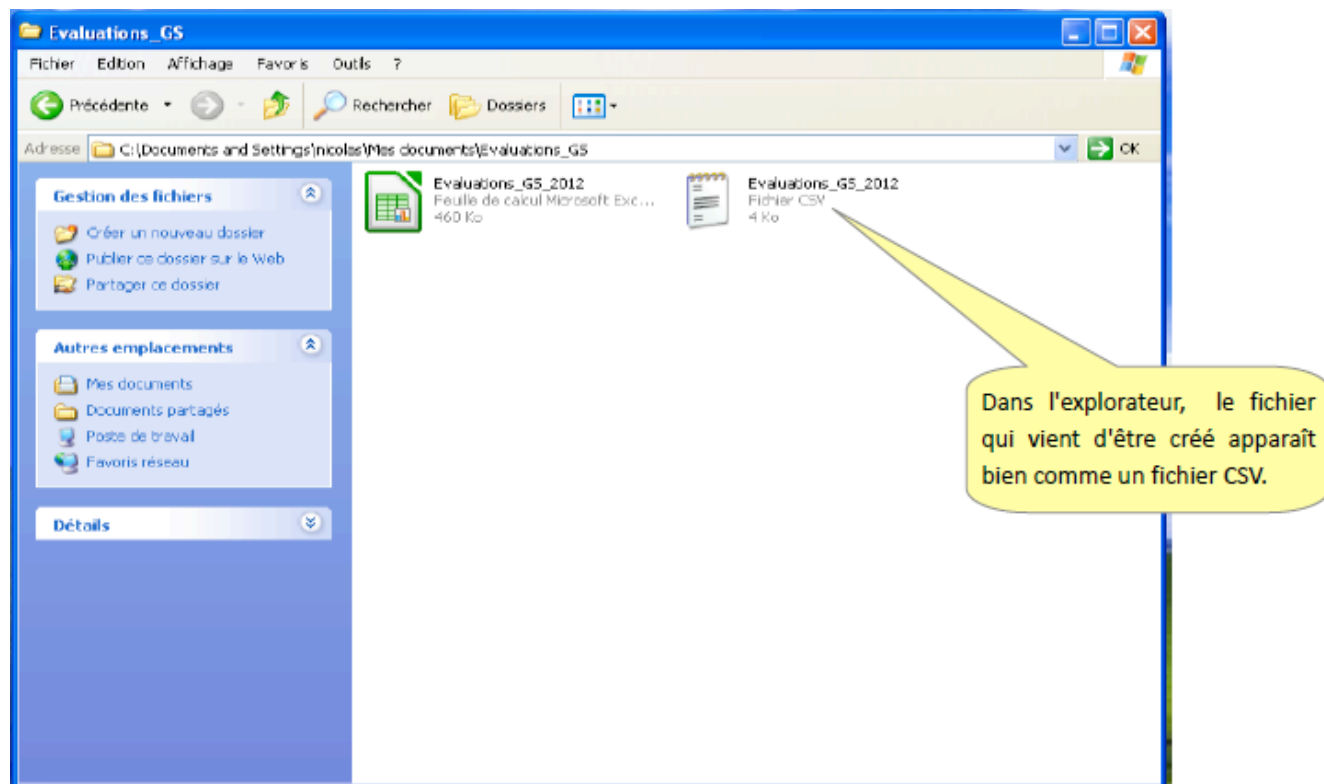 Evaluations_GS
Fichier Edition Affichage Favoris Outils ?
Précédente Rechercher Dossiers
Adresse C:\Documents and Settings\nicolas\Mes documents\Evaluations_GS OK
Gestion des fichiers
Créer un nouveau dossier
Publier ce dossier sur le Web
Partager ce dossier
Autres emplacements
Mes documents
Documents partagés
Poste de travail
Favoris réseau
Détails
Evaluations_GS_2012
Feuille de calcul Microsoft Exc...
460 Ko
Evaluations_GS_2012
Fichier CSV
4 Ko
Dans l'explorateur, le fichier
qui vient d'être créé apparaît
bien comme un fichier CSV.